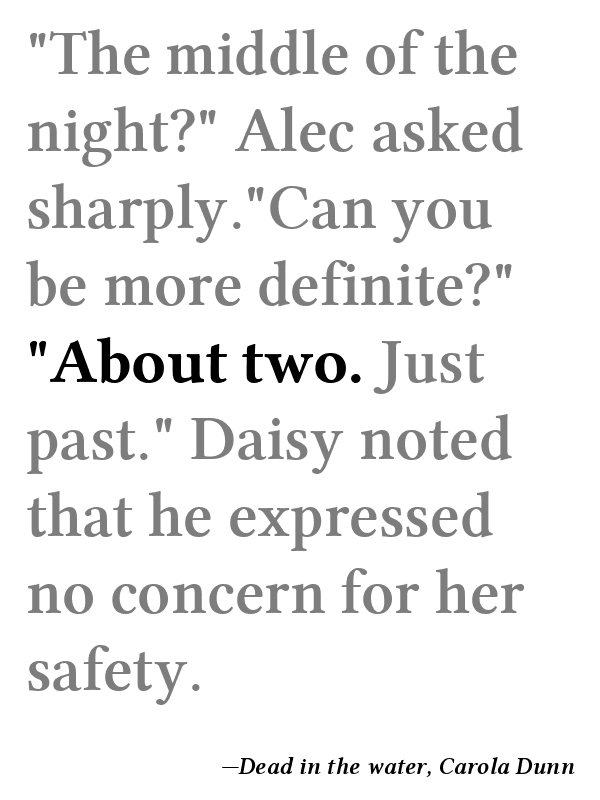 "The middle of the
night?" Alec asked
sharply."Can you
be more definite?"
"About two. Just
past." Daisy noted
that he expressed
no concern for her
safety.
—Dead in the water, Carola Dunn